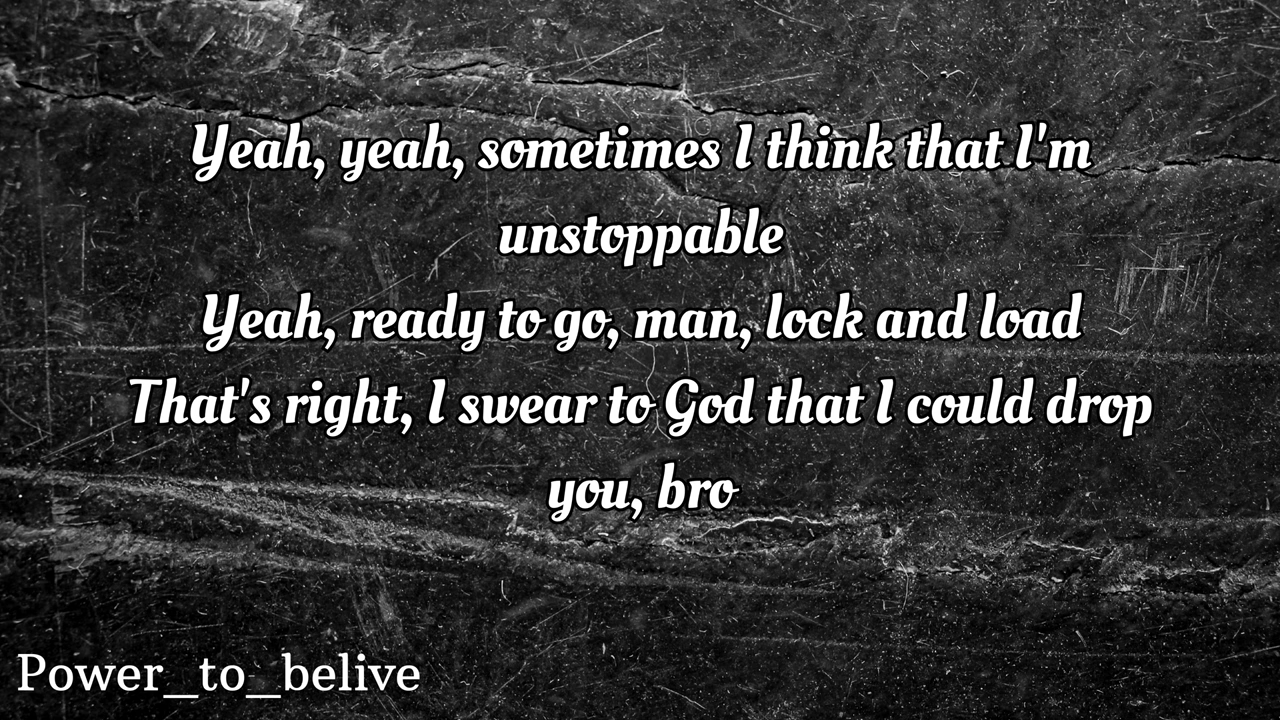 Yeah, yeah, sometimes I think that I'm
unstoppable
Yeah, ready to go, man, lock and load
That's right, I swear to God that I could drop
you, bro
Power_to_belive